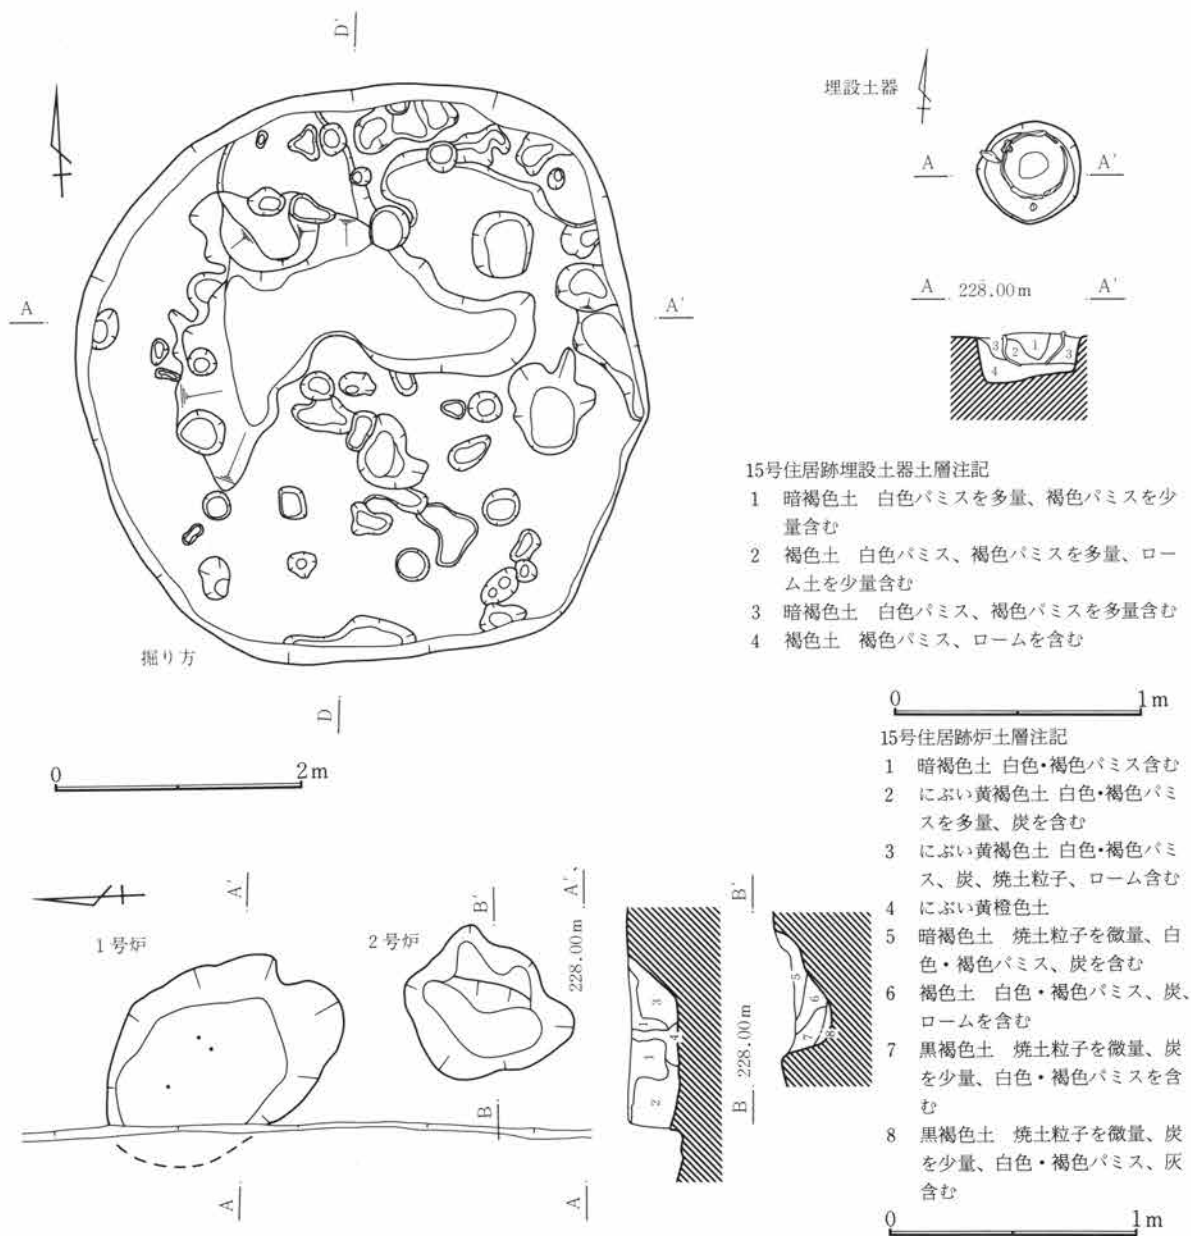 D'
A
A'
掘り方
D
0 2m
埋設土器
A A'
A 228.00m A'
3 2 1 3
4
15号住居跡埋設土器土層注記
1 暗褐色土 白色パミスを多量、褐色パミスを少
量含む
2 褐色土 白色パミス、褐色パミスを多量、ロー
ム土を少量含む
3 暗褐色土 白色パミス、褐色パミスを多量含む
4 褐色土 褐色パミス、ロームを含む
0 1m
15号住居跡炉土層注記
1 暗褐色土 白色・褐色パミス含む
2 にぶい黄褐色土 白色・褐色パミ
スを多量、炭を含む
3 にぶい黄褐色土 白色・褐色パミ
ス、炭、焼土粒子、ローム含む
4 にぶい黄橙色土
5 暗褐色土 焼土粒子を微量、白
色・褐色パミス、炭を含む
6 褐色土 白色・褐色パミス、炭、
ロームを含む
7 黒褐色土 焼土粒子を微量、炭
を少量、白色・褐色パミスを含
む
8 黒褐色土 焼土粒子を微量、炭
を少量、白色・褐色パミス、灰
含む
0 1m
1号炉
A'
A
2号炉
B'
B
A'
228.00m
A
3
1
4
1
2
B'
228.00m
B
5
6
7
8